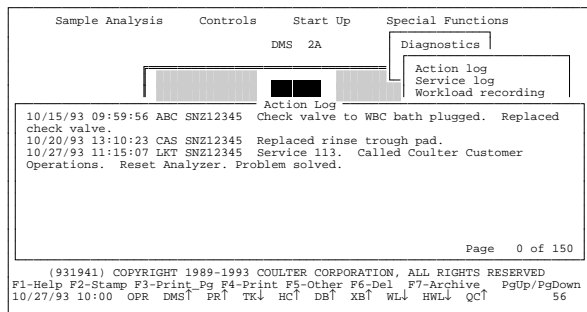 Sample Analysis Controls Start Up Special Functions
DMS 2A
Diagnostics
Action log
Service log
Workload recording
Action Log
10/15/93 09:59:56 ABC SNZ12345 Check valve to WBC bath plugged. Replaced
check valve.
10/20/93 13:10:23 CAS SNZ12345 Replaced rinse trough pad.
10/27/93 11:15:07 LKT SNZ12345 Service 113. Called Coulter Customer
Operations. Reset Analyzer. Problem solved.
Page 0 of 150
(931941) COPYRIGHT 1989-1993 COULTER CORPORATION, ALL RIGHTS RESERVED
F1-Help F2-Stamp F3-Print_Pg F4-Print F5-Other F6-Del F7-Archive PgUp/PgDown
10/27/93 10:00 OPR DMS↑ PR↑ TK↓ HC↑ DB↑ XB↑ WL↓ HWL↓ QC↑ 56